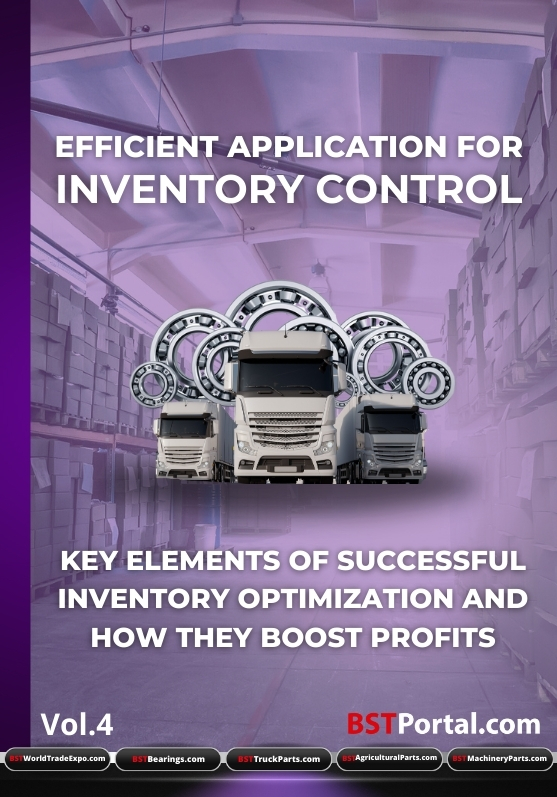 EFFICIENT APPLICATION FOR
INVENTORY CONTROL
KEY ELEMENTS OF SUCCESSFUL
INVENTORY OPTIMIZATION AND
HOW THEY BOOST PROFITS
Vol.4
BSTPortal.com
BSTWorldTradeExpo.com
BSTBearings.com
BSTTruckParts.com
BSTAgriculturalParts.com
BSTMachineryParts.com